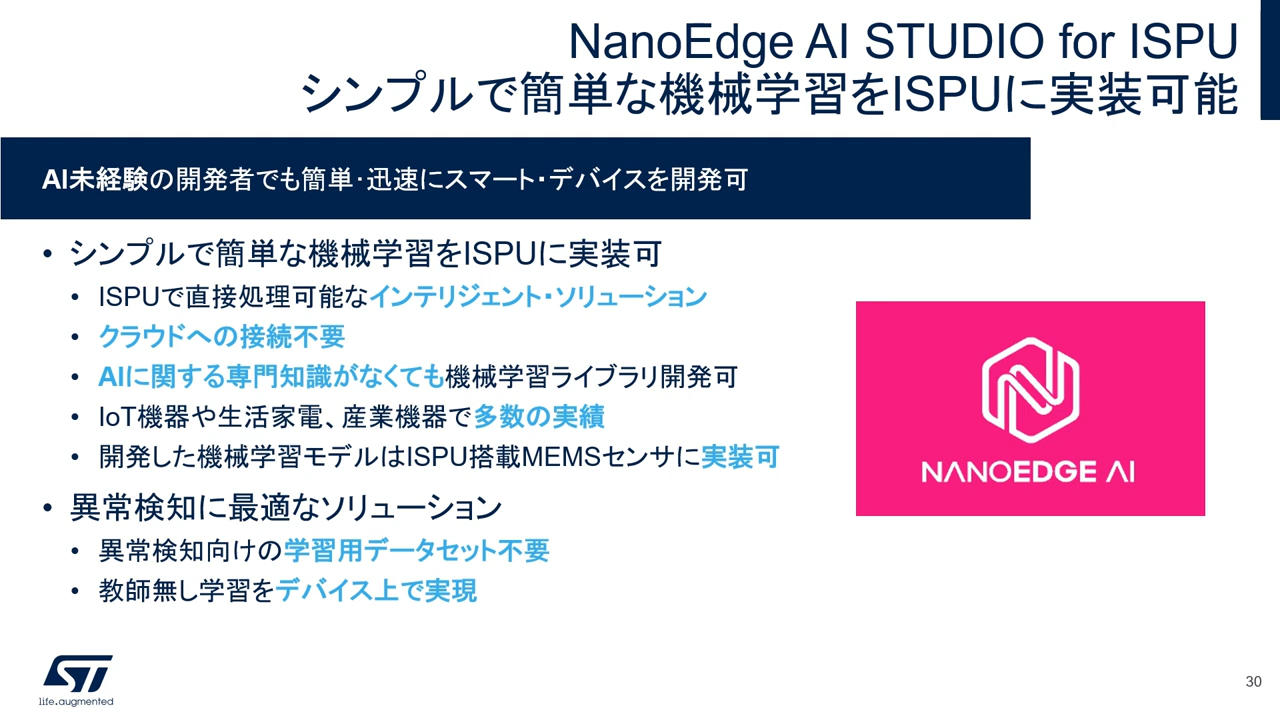 NanoEdge AI STUDIO for ISPU
シンプルで簡単な機械学習をISPUに実装可能
AI未経験の開発者でも簡単･迅速にスマート・デバイスを開発可
• シンプルで簡単な機械学習をISPUに実装可
• ISPUで直接処理可能なインテリジェント・ソリューション
• クラウドへの接続不要
• AIに関する専門知識がなくても機械学習ライブラリ開発可
• IoT機器や生活家電、産業機器で多数の実績
• 開発した機械学習モデルはISPU搭載MEMSセンサに実装可
• 異常検知に最適なソリューション
• 異常検知向けの学習用データセット不要
• 教師無し学習をデバイス上で実現
NANOEDGE AI
ST
life.augmented
30